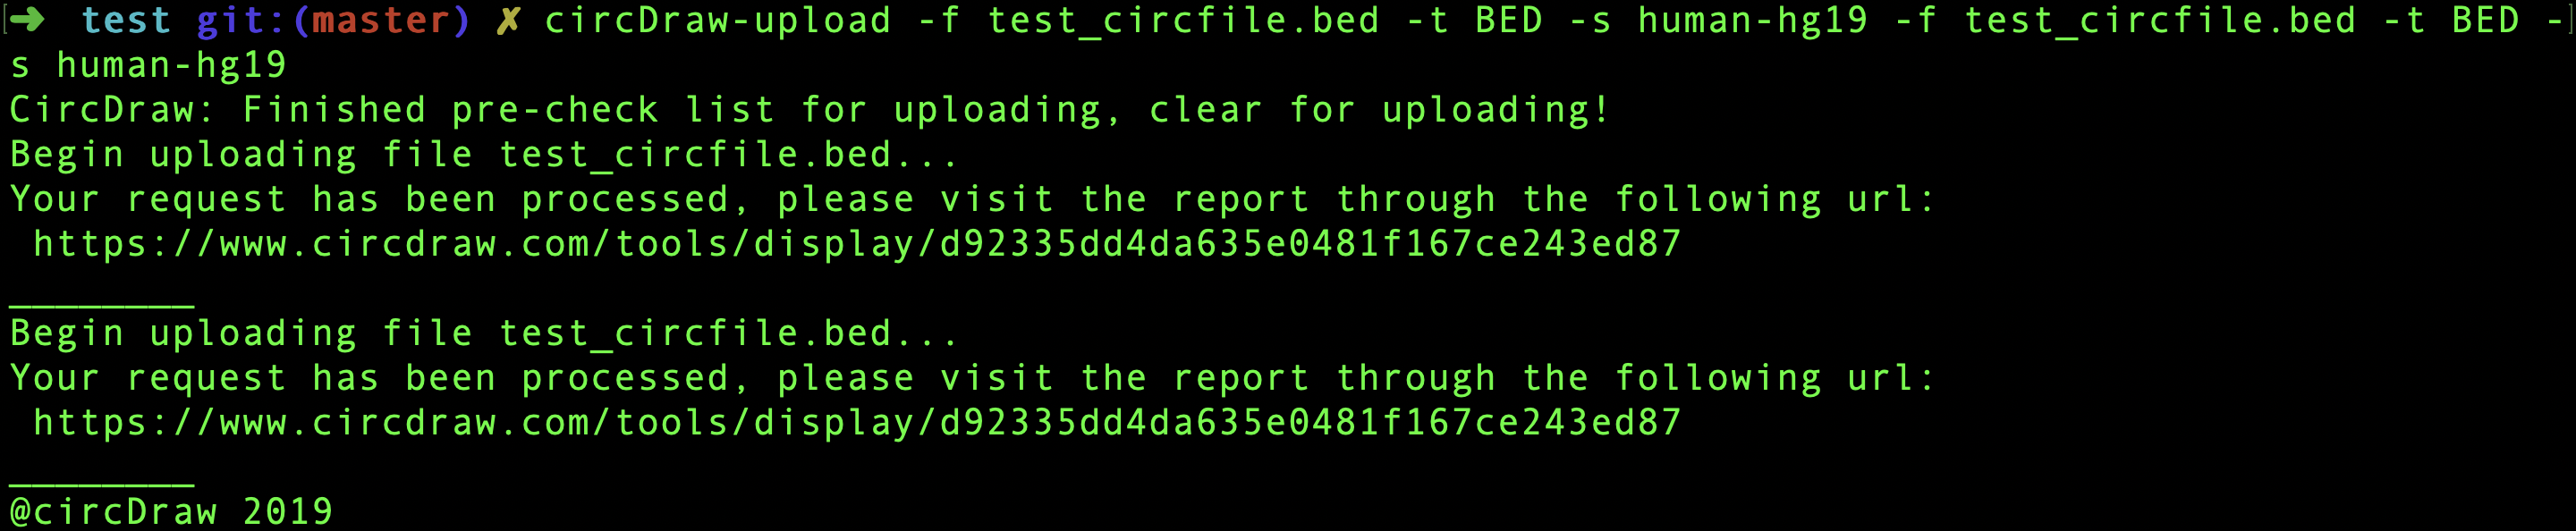 ➜ test git:(master) ✗ circDraw-upload -f test_circfile.bed -t BED -s human-hg19 -f test_circfile.bed -t BED -
s human-hg19
CircDraw: Finished pre-check list for uploading, clear for uploading!
Begin uploading file test_circfile.bed...
Your request has been processed, please visit the report through the following url:
https://www.circdraw.com/tools/display/d92335dd4da635e0481f167ce243ed87
________
Begin uploading file test_circfile.bed...
Your request has been processed, please visit the report through the following url:
https://www.circdraw.com/tools/display/d92335dd4da635e0481f167ce243ed87
________
@circDraw 2019